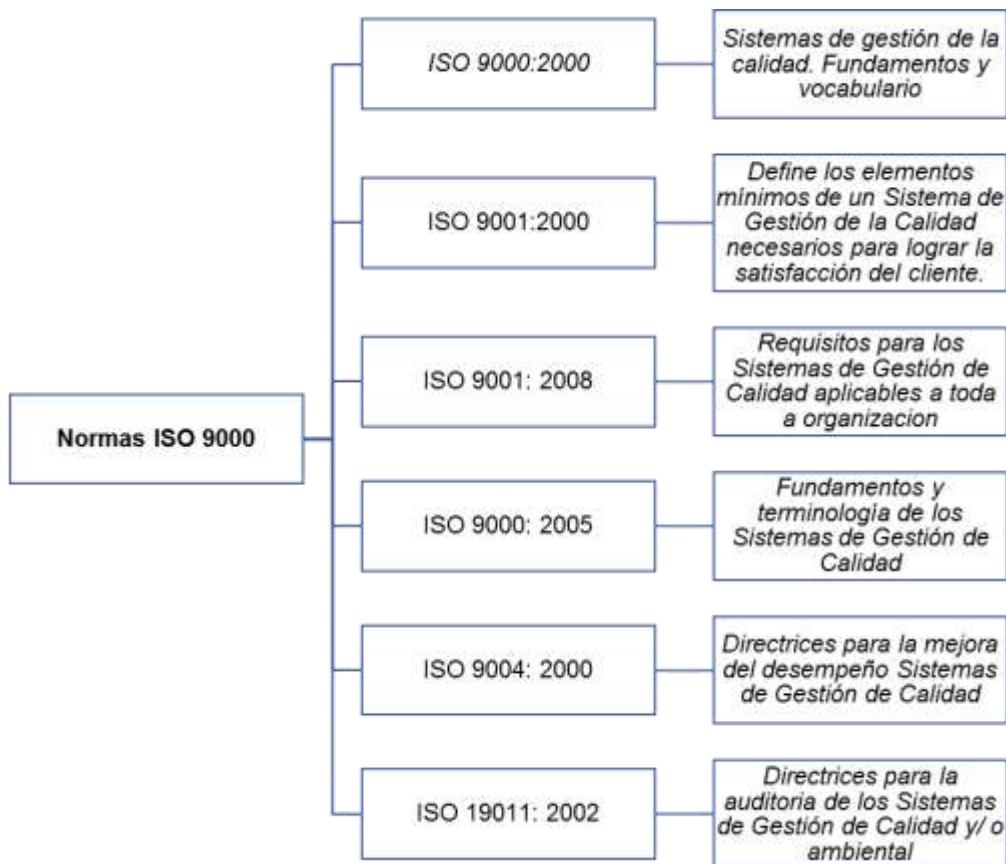 ISO 9000:2000
Sistemas de gestión de la
calidad. Fundamentos y
vocabulario
ISO 9001:2000
Define los elementos
mínimos de un Sistema de
Gestión de la Calidad
necesarios para lograr la
satisfacción del cliente.
ISO 9001: 2008
Requisitos para los
Sistemas de Gestión de
Calidad aplicables a toda
a organizacion
Normas ISO 9000
ISO 9000: 2005
Fundamentos y
terminología de los
Sistemas de Gestión de
Calidad
ISO 9004: 2000
Directrices para la mejora
del desempeño Sistemas
de Gestión de Calidad
ISO 19011: 2002
Directrices para la
auditoria de los Sistemas
de Gestión de Calidad y/ o
ambiental